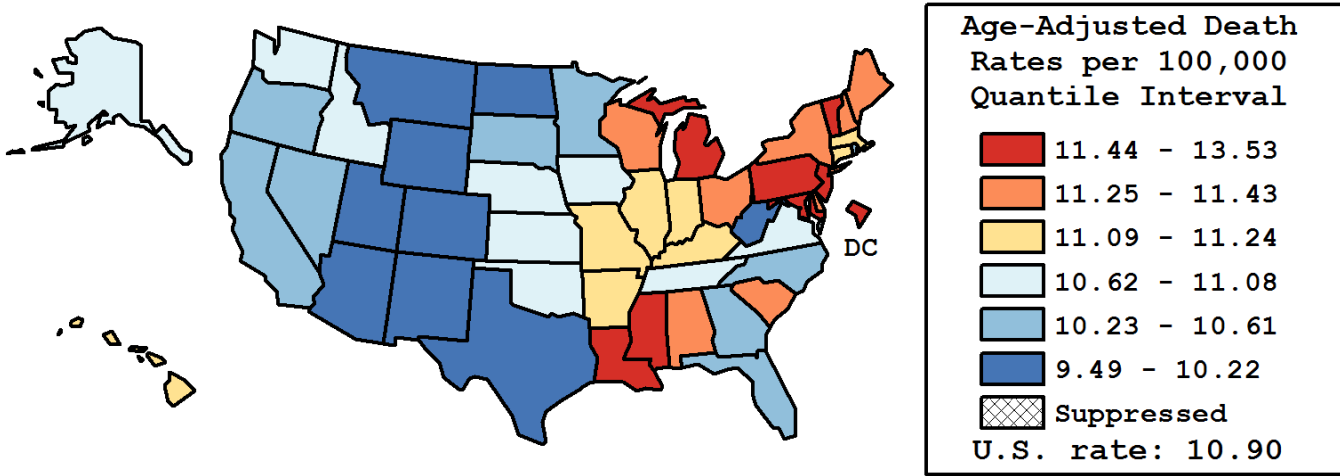 DC
Age-Adjusted Death
Rates per 100,000
Quantile Interval
11.44 - 13.53
11.25 - 11.43
11.09 - 11.24
10.62 - 11.08
10.23 - 10.61
9.49 - 10.22
Suppressed
U.S. rate: 10.90